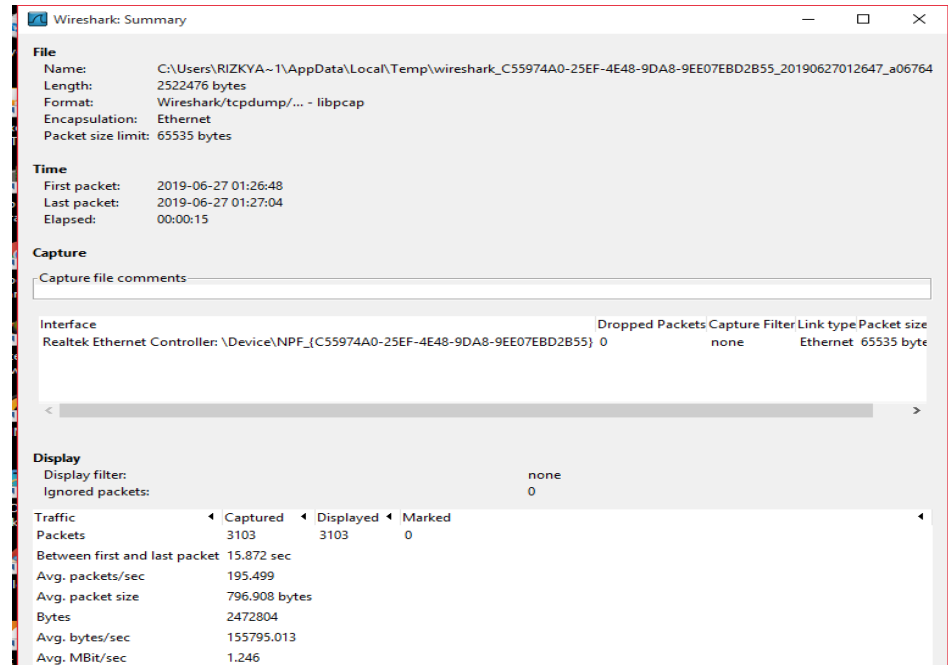 Wireshark: Summary
File
Name: C:\Users\RIZKYA~1\AppData\Local\Temp\wireshark_C55974A0-25EF-4E48-9DA8-9EE07EBD2B55_20190627012647_a06764
Length: 2522476 bytes
Format: Wireshark/tcpdump/... - libpcap
Encapsulation: Ethernet
Packet size limit: 65535 bytes
Time
First packet: 2019-06-27 01:26:48
Last packet: 2019-06-27 01:27:04
Elapsed: 00:00:15
Capture
Capture file comments
Interface Dropped Packets Capture Filter Link type Packet size
Realtek Ethernet Controller: \Device\NPF_{C55974A0-25EF-4E48-9DA8-9EE07EBD2B55} 0 none Ethernet 65535 byte
Display
Display filter: none
Ignored packets: 0
Traffic Captured Displayed Marked
Packets 3103 3103 0
Between first and last packet 15.872 sec
Avg. packets/sec 195.499
Avg. packet size 796.908 bytes
Bytes 2472804
Avg. bytes/sec 155795.013
Avg. MBit/sec 1.246